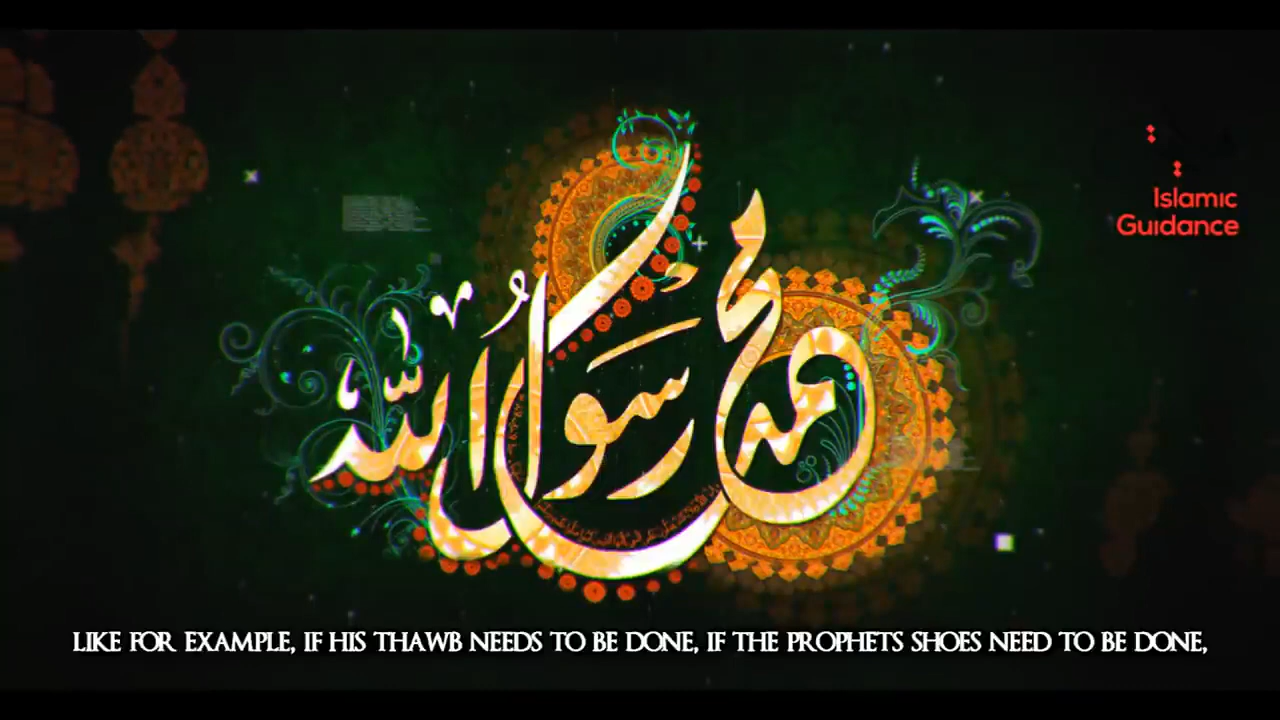 Islamic
Guidance
محمد رسول الله
LIKE FOR EXAMPLE, IF HIS THAWB NEEDS TO BE DONE, IF THE PROPHETS SHOES NEED TO BE DONE,